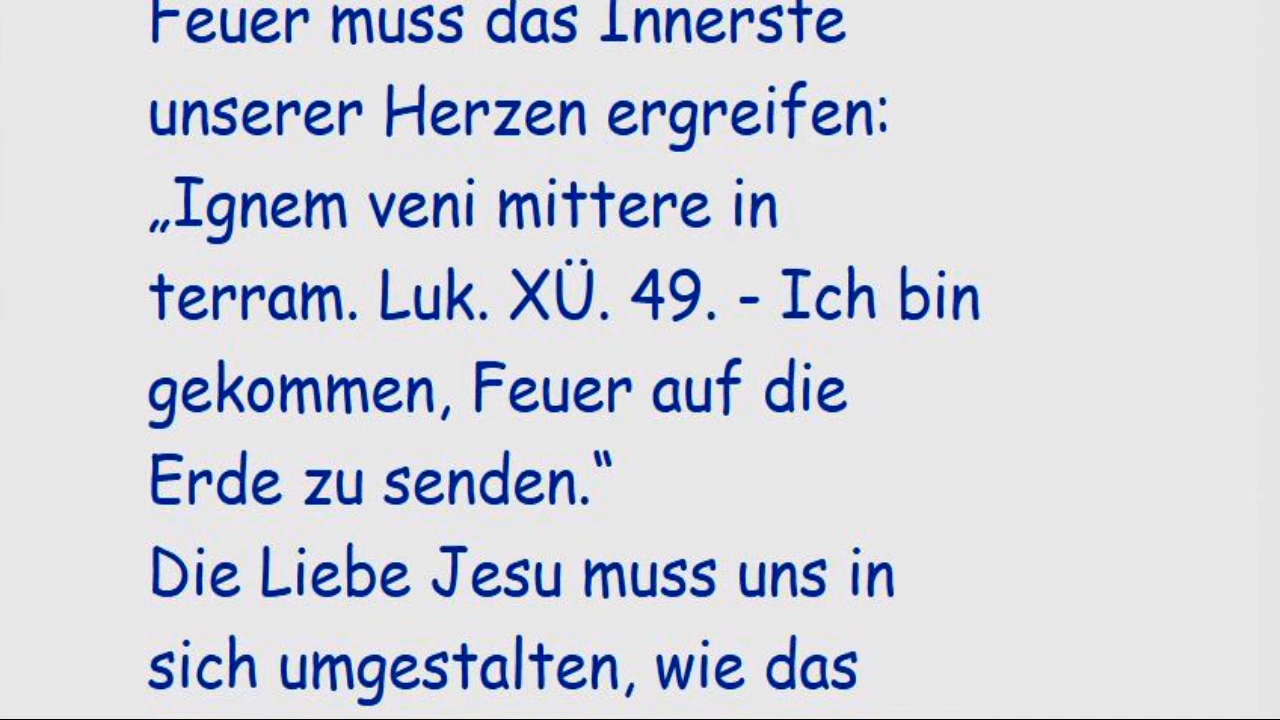 Feuer muss das Innerste
unserer Herzen ergreifen:
„Ignem veni mittere in
terram. Luk. XÜ. 49. - Ich bin
gekommen, Feuer auf die
Erde zu senden.“
Die Liebe Jesu muss uns in
sich umgestalten, wie das